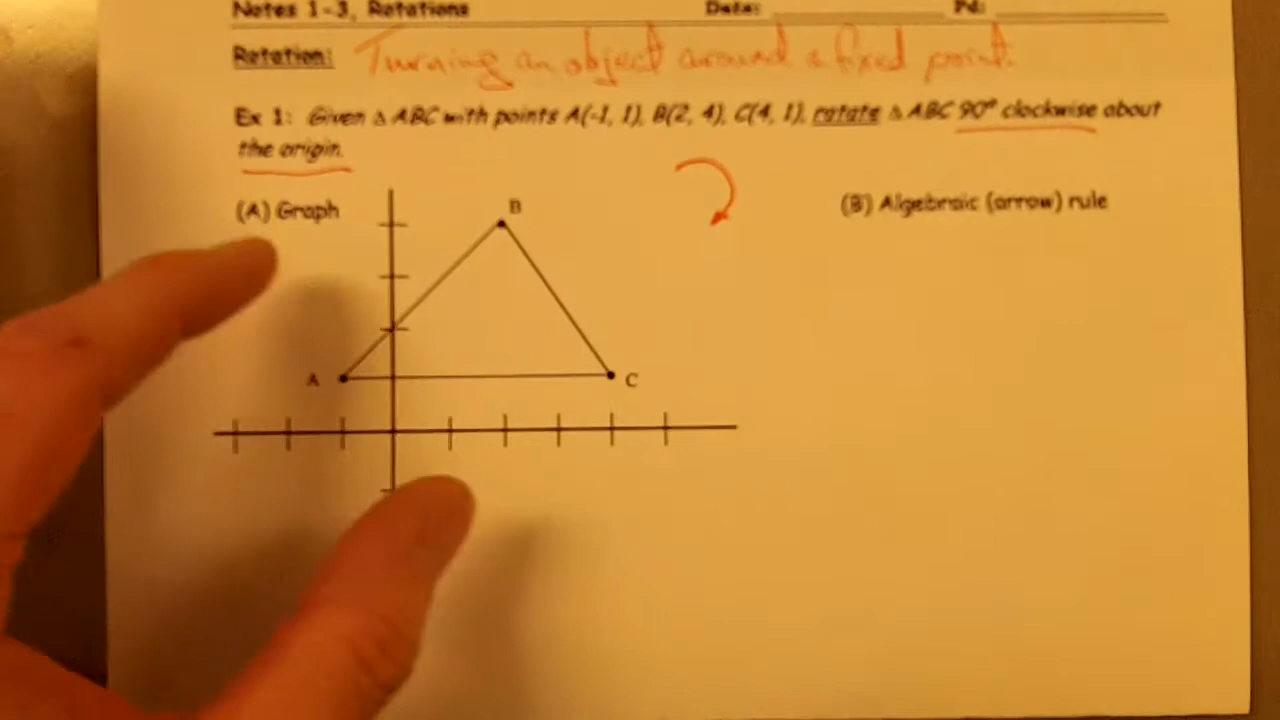 Notes 1-3, Rotations Date: Pd:
Rotation: Turning an object around a fixed point.
Ex 1: Given △ ABC with points A(-1, 1), B(2, 4), C(4, 1), rotate △ ABC 90° clockwise about
the origin.
(A) Graph
(B) Algebraic (arrow) rule
B
A
C